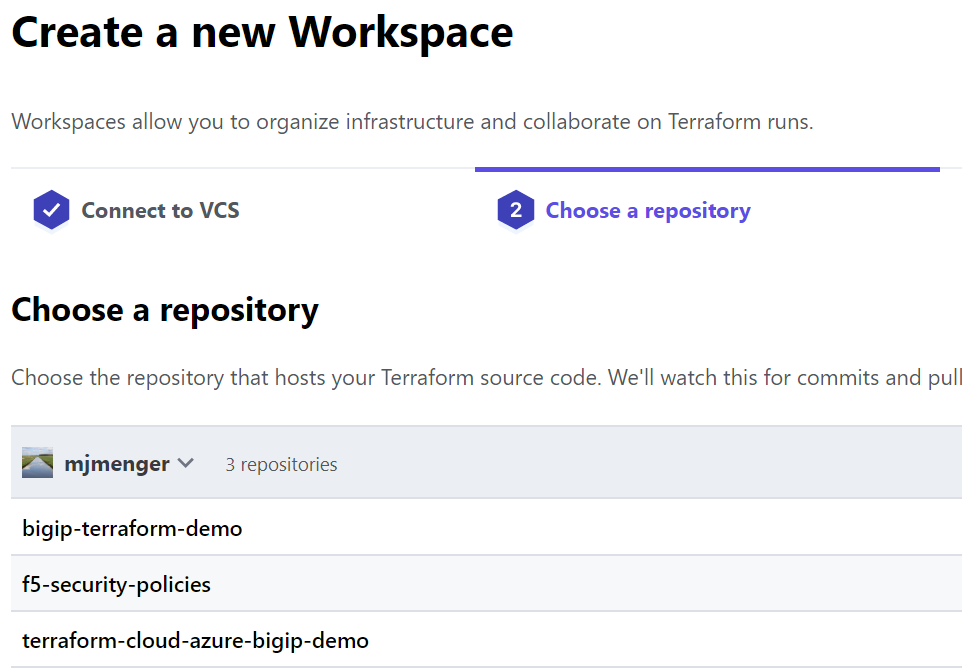 Create a new Workspace
Workspaces allow you to organize infrastructure and collaborate on Terraform runs.
Connect to VCS
2 Choose a repository
Choose a repository
Choose the repository that hosts your Terraform source code. We'll watch this for commits and pull
mjmenger 3 repositories
bigip-terraform-demo
f5-security-policies
terraform-cloud-azure-bigip-demo